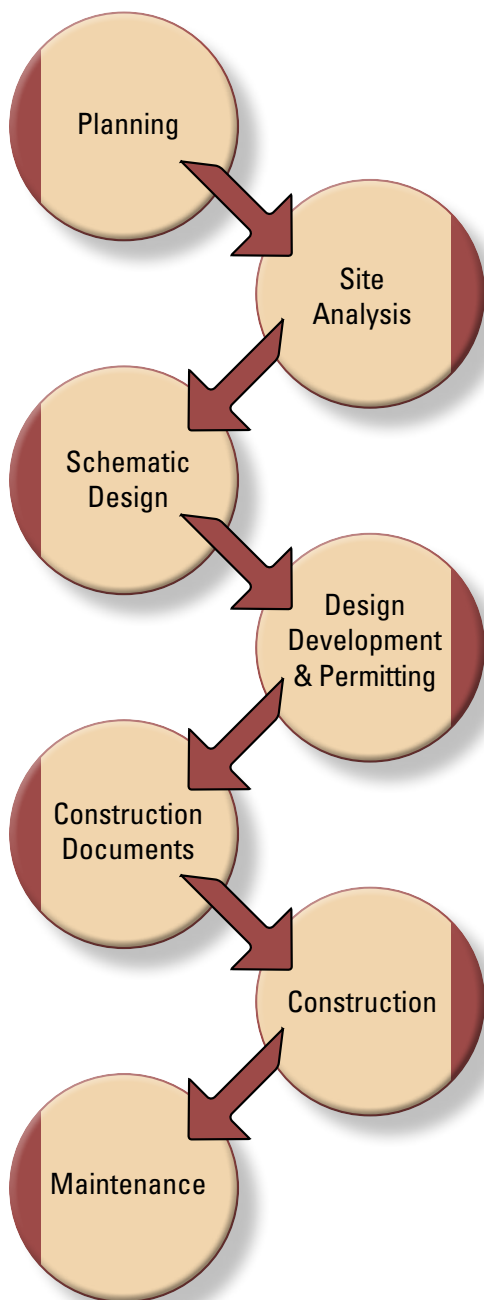 Planning
Site
Analysis
Schematic
Design
Design
Development
& Permitting
Construction
Documents
Construction
Maintenance